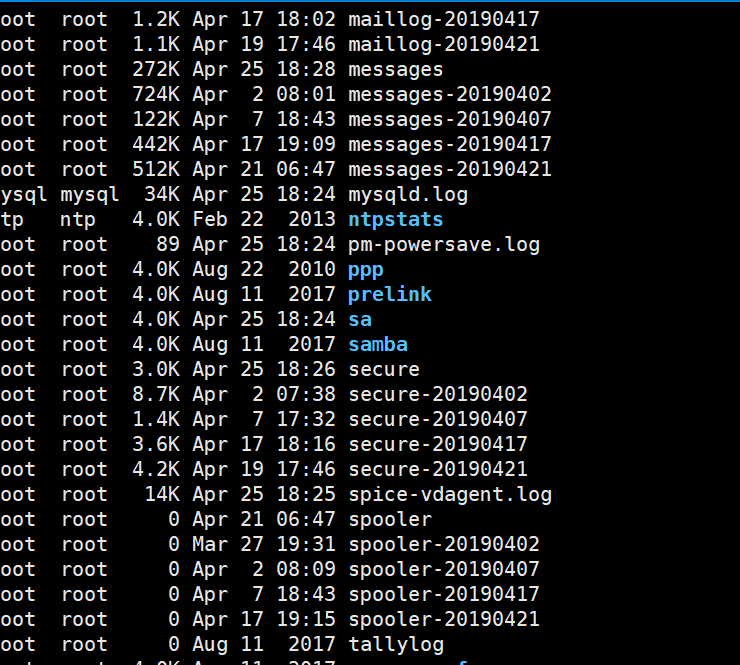 oot root 1.2K Apr 17 18:02 maillog-20190417
oot root 1.1K Apr 19 17:46 maillog-20190421
oot root 272K Apr 25 18:28 messages
oot root 724K Apr 2 08:01 messages-20190402
oot root 122K Apr 7 18:43 messages-20190407
oot root 442K Apr 17 19:09 messages-20190417
oot root 512K Apr 21 06:47 messages-20190421
ysql mysql 34K Apr 25 18:24 mysqld.log
tp ntp 4.0K Feb 22 2013 ntpstats
oot root 89 Apr 25 18:24 pm-powersave.log
oot root 4.0K Aug 22 2010 ppp
oot root 4.0K Aug 11 2017 prelink
oot root 4.0K Apr 25 18:24 sa
oot root 4.0K Aug 11 2017 samba
oot root 3.0K Apr 25 18:26 secure
oot root 8.7K Apr 2 07:38 secure-20190402
oot root 1.4K Apr 7 17:32 secure-20190407
oot root 3.6K Apr 17 18:16 secure-20190417
oot root 4.2K Apr 19 17:46 secure-20190421
oot root 14K Apr 25 18:25 spice-vdagent.log
oot root 0 Apr 21 06:47 spooler
oot root 0 Mar 27 19:31 spooler-20190402
oot root 0 Apr 2 08:09 spooler-20190407
oot root 0 Apr 7 18:43 spooler-20190417
oot root 0 Apr 17 19:15 spooler-20190421
oot root 0 Aug 11 2017 tallylog